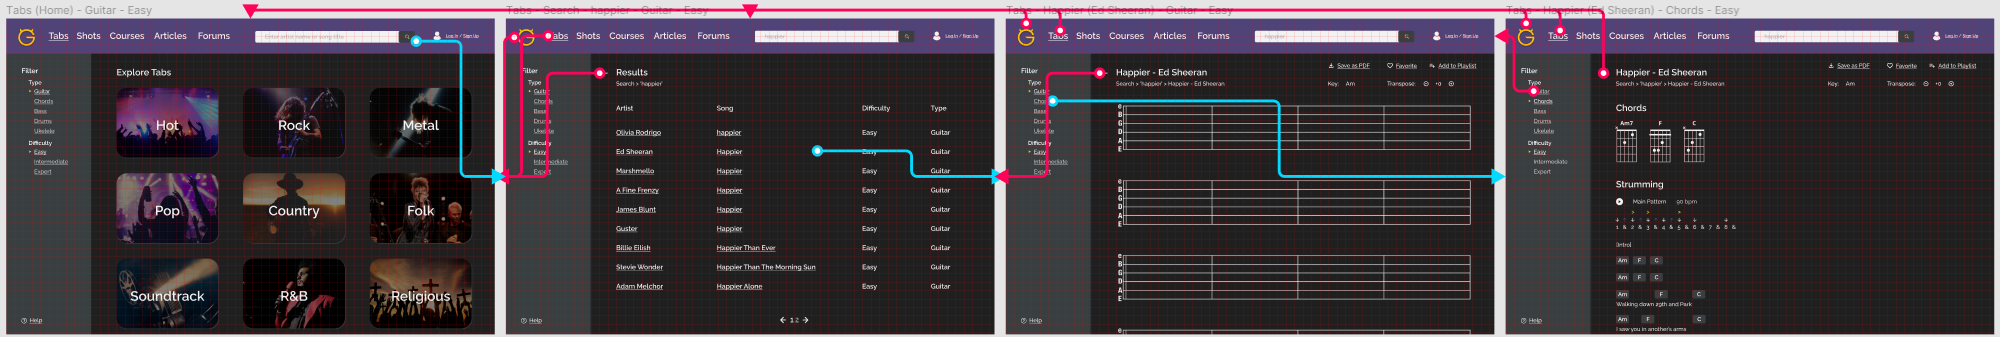 Tabs (Home) - Guitar - Easy
G
Tabs Shots Courses Articles Forums
Enter artist name or song title
Log In / Sign Up
Filter
Type
Guitar
Chords
Bass
Drums
Ukelele
Difficulty
Easy
Intermediate
Expert
Help
Explore Tabs
Hot
Rock
Metal
Pop
Country
Folk
Soundtrack
R&B
Religious
Tabs - Search - happier - Guitar - Easy
Tabs Shots Courses Articles Forums
happier
Log In / Sign Up
Filter
Type
Guitar
Chords
Bass
Drums
Ukelele
Difficulty
Easy
Intermediate
Expert
Help
Results
Search > 'happier'
Artist Song Difficulty Type
Olivia Rodrigo happier Easy Guitar
Ed Sheeran Happier Easy Guitar
Marshmello Happier Easy Guitar
A Fine Frenzy Happier Easy Guitar
James Blunt Happier Easy Guitar
Guster Happier Easy Guitar
Billie Eilish Happier Than Ever Easy Guitar
Stevie Wonder Happier Than The Morning Sun Easy Guitar
Adam Melchor Happier Alone Easy Guitar
1 2
Tabs - Happier (Ed Sheeran) - Guitar - Easy
Tabs Shots Courses Articles Forums
happier
Log In / Sign Up
Filter
Type
Guitar
Chords
Bass
Drums
Ukelele
Difficulty
Easy
Intermediate
Expert
Help
Save as PDF Favorite Add to Playlist
Happier - Ed Sheeran
Search > 'happier' > Happier - Ed Sheeran
Key: Am Transpose: +0
e
B
G
D
A
E
e
B
G
D
A
E
e
B
G
D
A
E
e
Tabs - Happier (Ed Sheeran) - Chords - Easy
Tabs Shots Courses Articles Forums
happier
Log In / Sign Up
Filter
Type
Guitar
Chords
Bass
Drums
Ukelele
Difficulty
Easy
Intermediate
Expert
Help
Save as PDF Favorite Add to Playlist
Happier - Ed Sheeran
Search > 'happier' > Happier - Ed Sheeran
Key: Am Transpose: +0
Chords
Am7 F C
Strumming
Main Pattern 90 bpm
1 & 2 & 3 & 4 & 5 & 6 & 7 & 8 &
[Intro]
Am F C
Am F C
Am F C
Walking down 29th and Park
Am F C
I saw you in another's arms